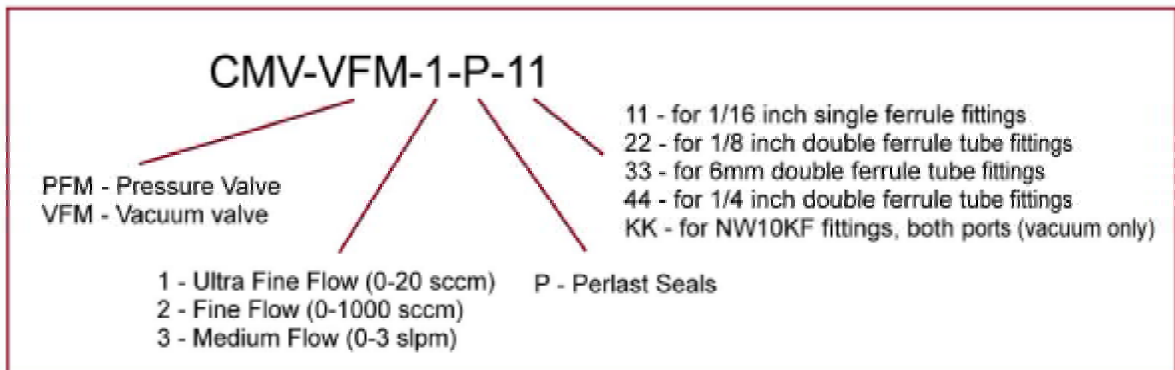 CMV-VFM-1-P-11
11 - for 1/16 inch single ferrule fittings
22 - for 1/8 inch double ferrule tube fittings
33 - for 6mm double ferrule tube fittings
44 - for 1/4 inch double ferrule tube fittings
KK - for NW10KF fittings, both ports (vacuum only)
PFM - Pressure Valve
VFM - Vacuum valve
1 - Ultra Fine Flow (0-20 sccm)
2 - Fine Flow (0-1000 sccm)
3 - Medium Flow (0-3 slpm)
P - Perlast Seals